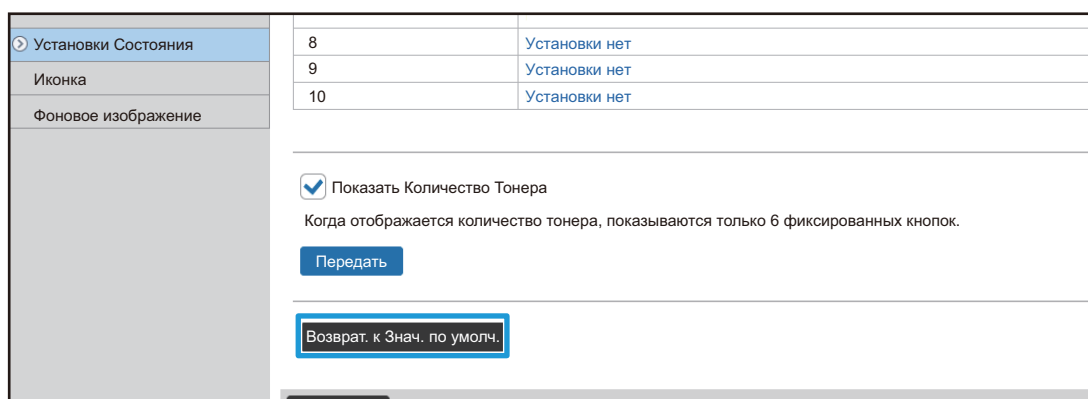 Установки Состояния
Иконка
Фоновое изображение
8 Установки нет
9 Установки нет
10 Установки нет
Показать Количество Тонера
Когда отображается количество тонера, показываются только 6 фиксированных кнопок.
Передать
Возврат. к Знач. по умолч.